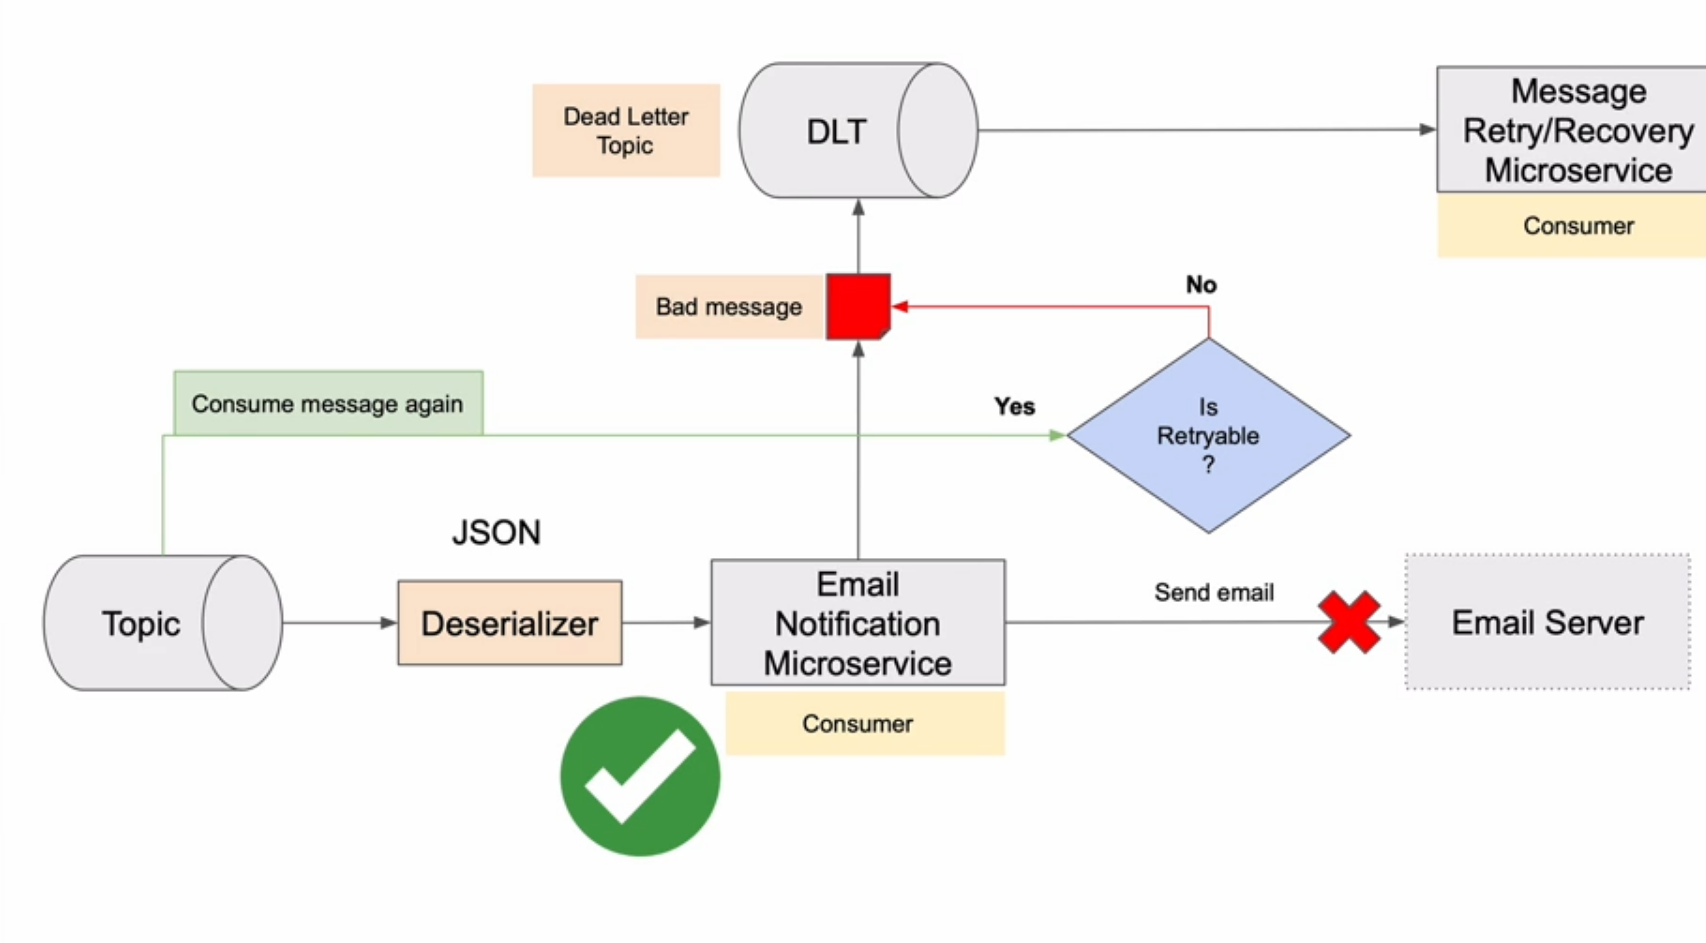 Dead Letter
Topic
DLT
Message
Retry/Recovery
Microservice
Consumer
Bad message
No
Consume message again
Yes
Is
Retryable
?
JSON
Topic
Deserializer
Email
Notification
Microservice
Consumer
Send email
Email Server